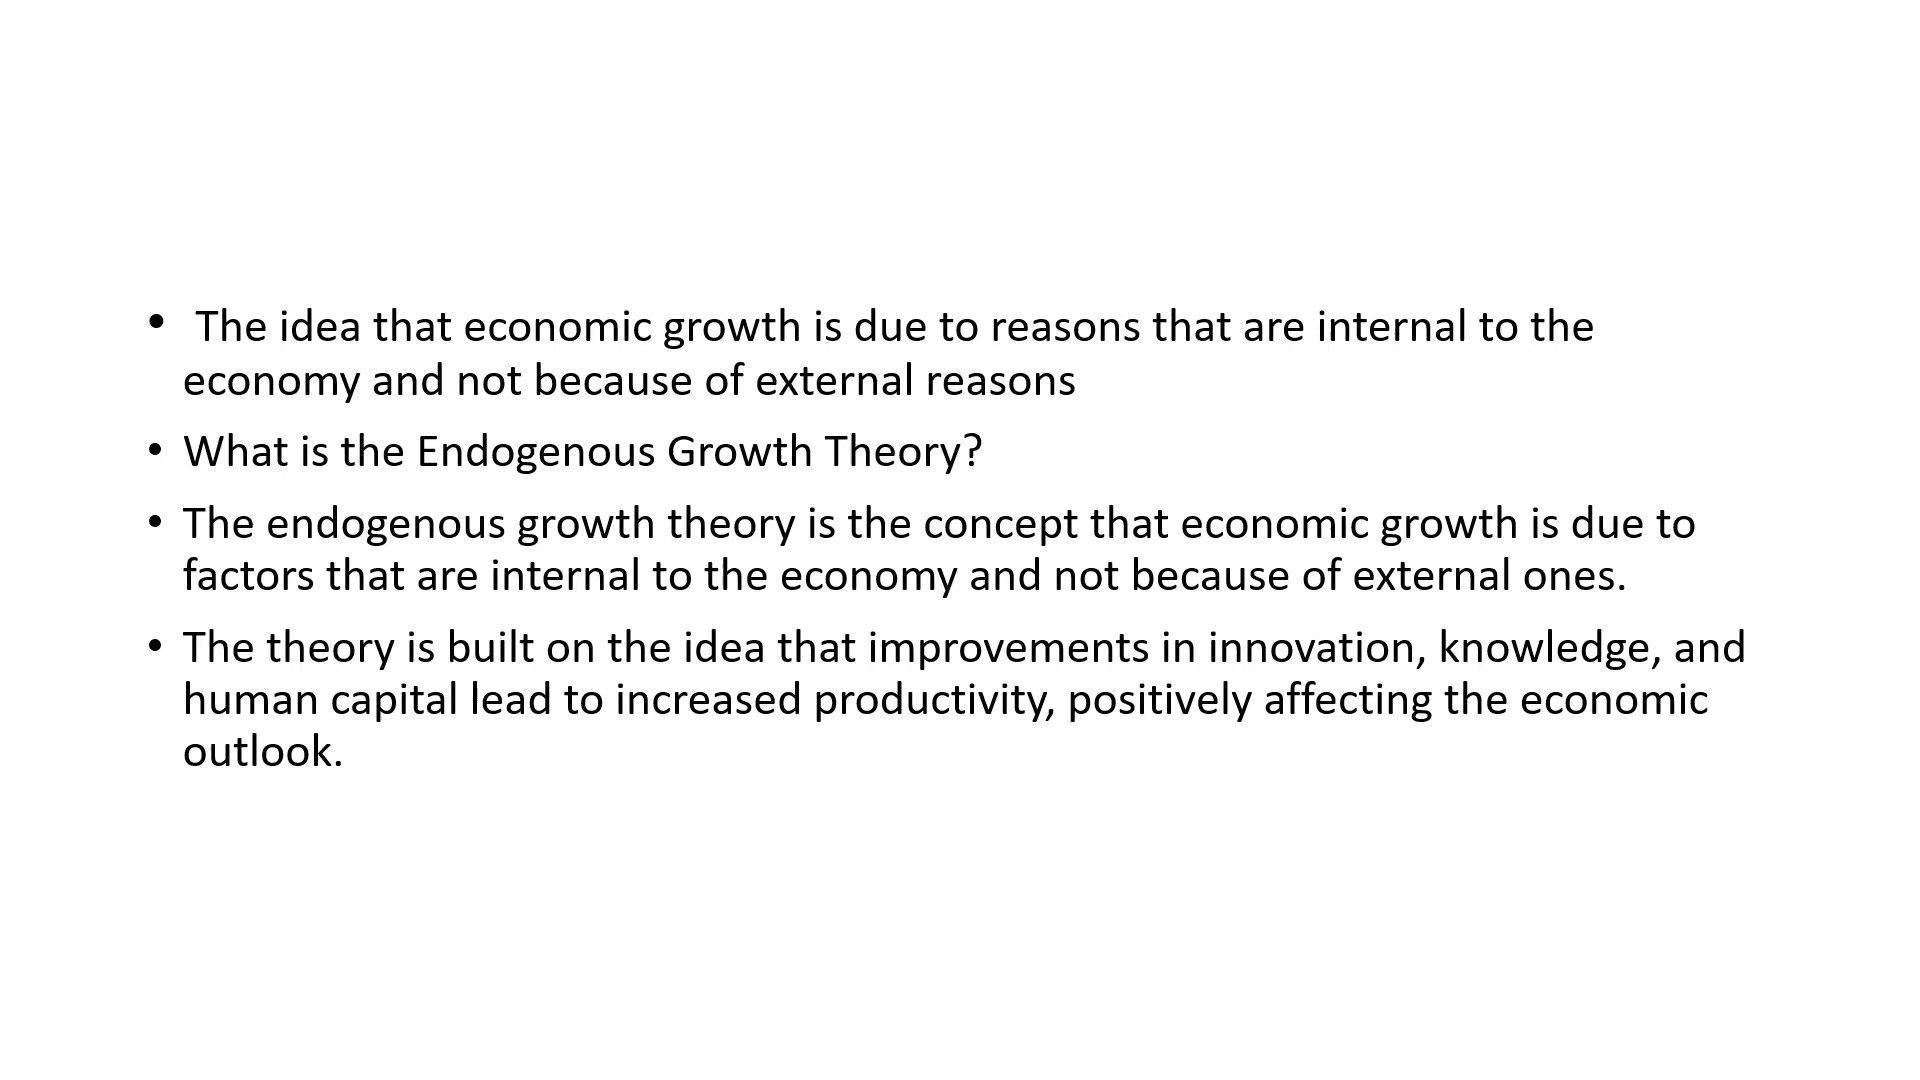 • The idea that economic growth is due to reasons that are internal to the
economy and not because of external reasons
• What is the Endogenous Growth Theory?
• The endogenous growth theory is the concept that economic growth is due to
factors that are internal to the economy and not because of external ones.
• The theory is built on the idea that improvements in innovation, knowledge, and
human capital lead to increased productivity, positively affecting the economic
outlook.